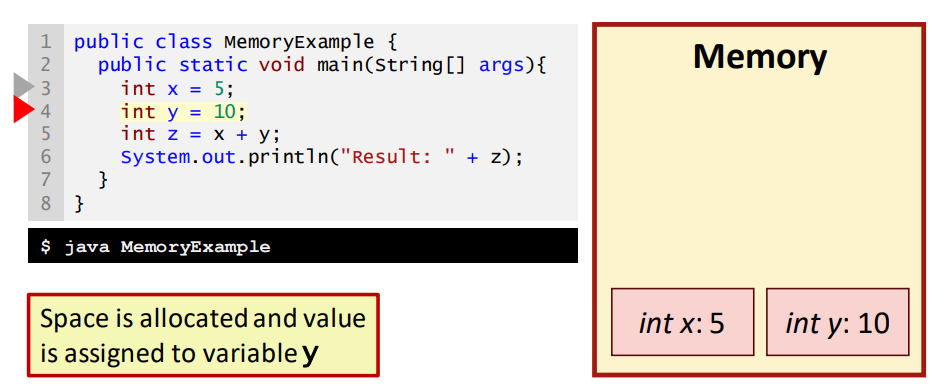 1 public class MemoryExample {
2 public static void main(String[] args){
3 int x = 5;
4 int y = 10;
5 int z = x + y;
6 System.out.println("Result: " + z);
7 }
8 }
$ java MemoryExample
Space is allocated and value
is assigned to variable y
Memory
int x: 5
int y: 10